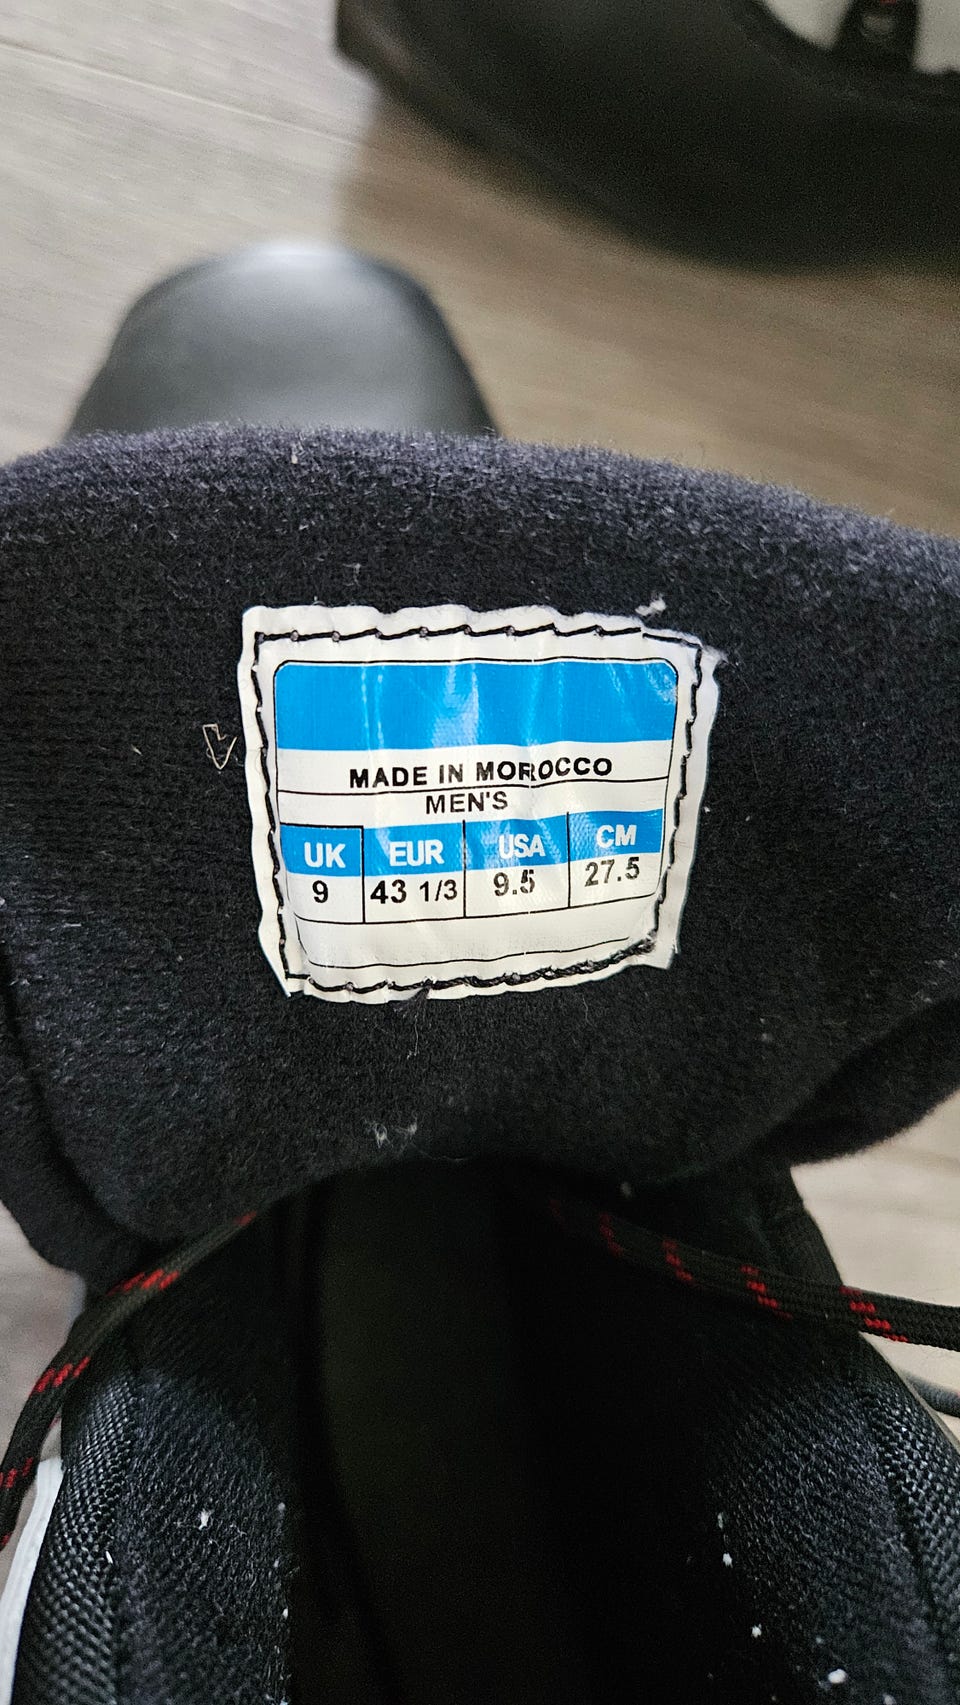 MADE IN MOROCCO
MEN'S
UK EUR USA CM
9 43 1/3 9.5 27.5